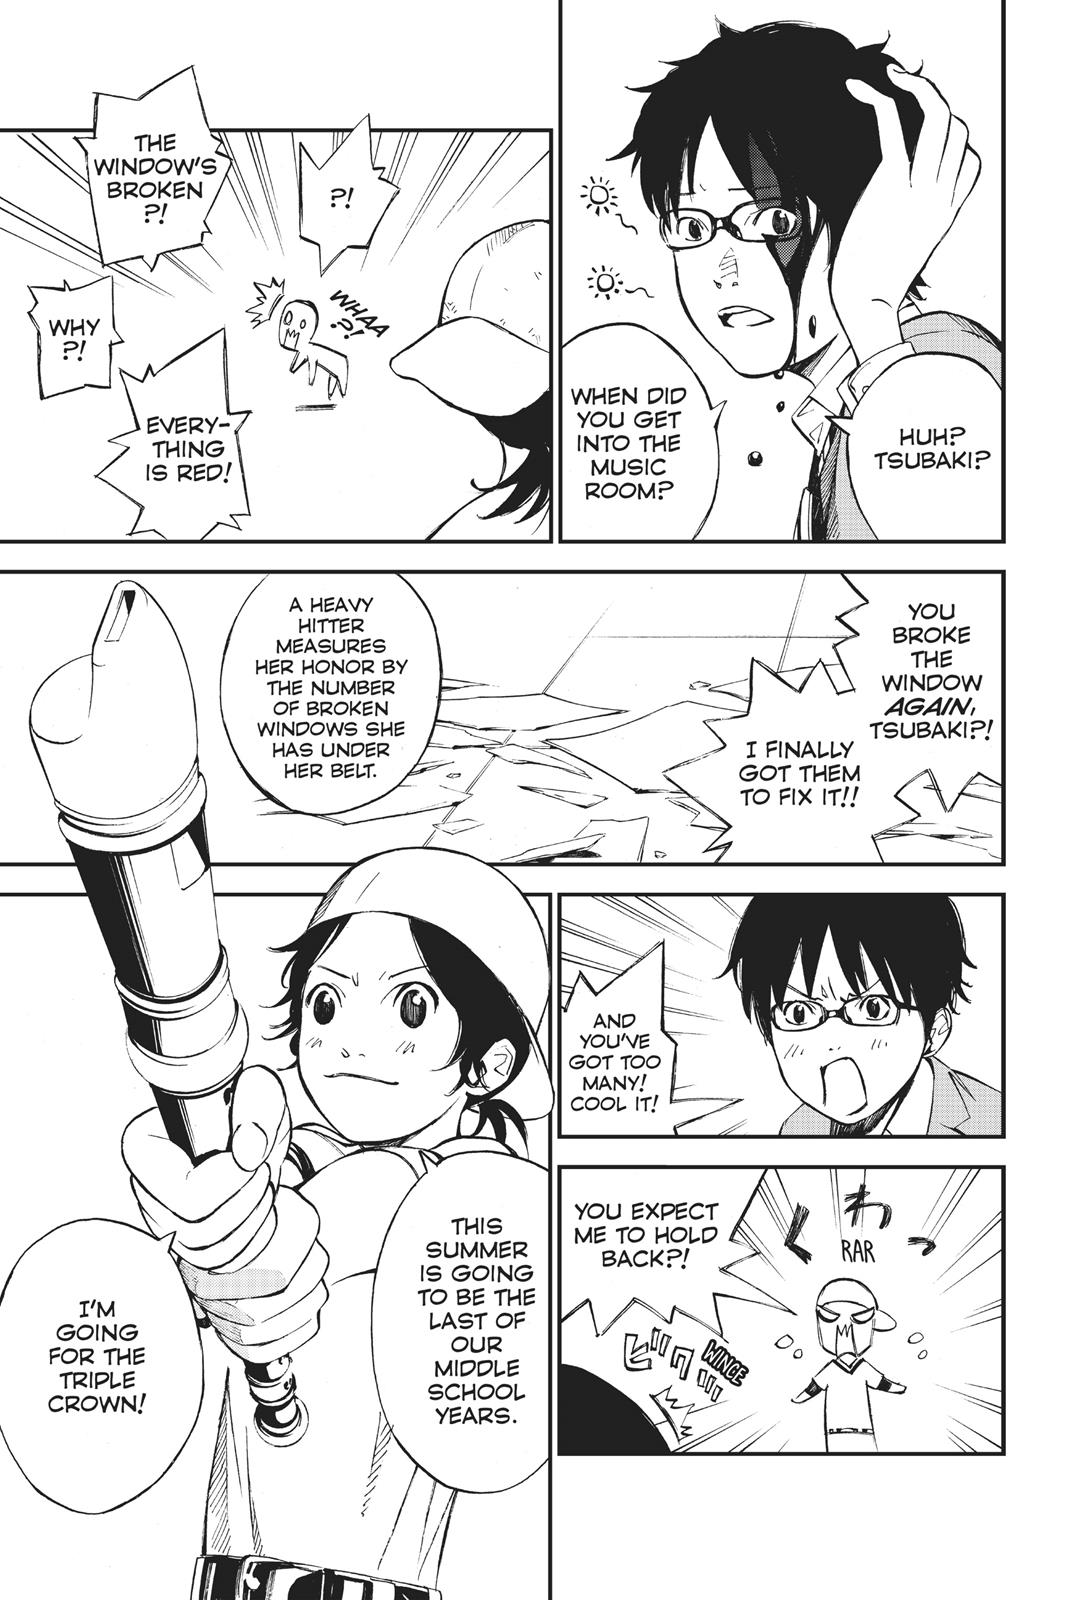 HUH?
TSUBAKI?
WHEN DID
YOU GET
INTO THE
MUSIC
ROOM?
?!
WHAA
?!
THE
WINDOW'S
BROKEN
?!
WHY
?!
EVERY-
THING
IS RED!
YOU
BROKE
THE
WINDOW
AGAIN,
TSUBAKI?!
I FINALLY
GOT THEM
TO FIX IT!!
A HEAVY
HITTER
MEASURES
HER HONOR BY
THE NUMBER
OF BROKEN
WINDOWS SHE
HAS UNDER
HER BELT.
AND
YOU'VE
GOT TOO
MANY!
COOL IT!
YOU EXPECT
ME TO HOLD
BACK?!
くわっ
RAR
ビクッ
WINCE
THIS
SUMMER
IS GOING
TO BE THE
LAST OF
OUR
MIDDLE
SCHOOL
YEARS.
I'M
GOING
FOR THE
TRIPLE
CROWN!